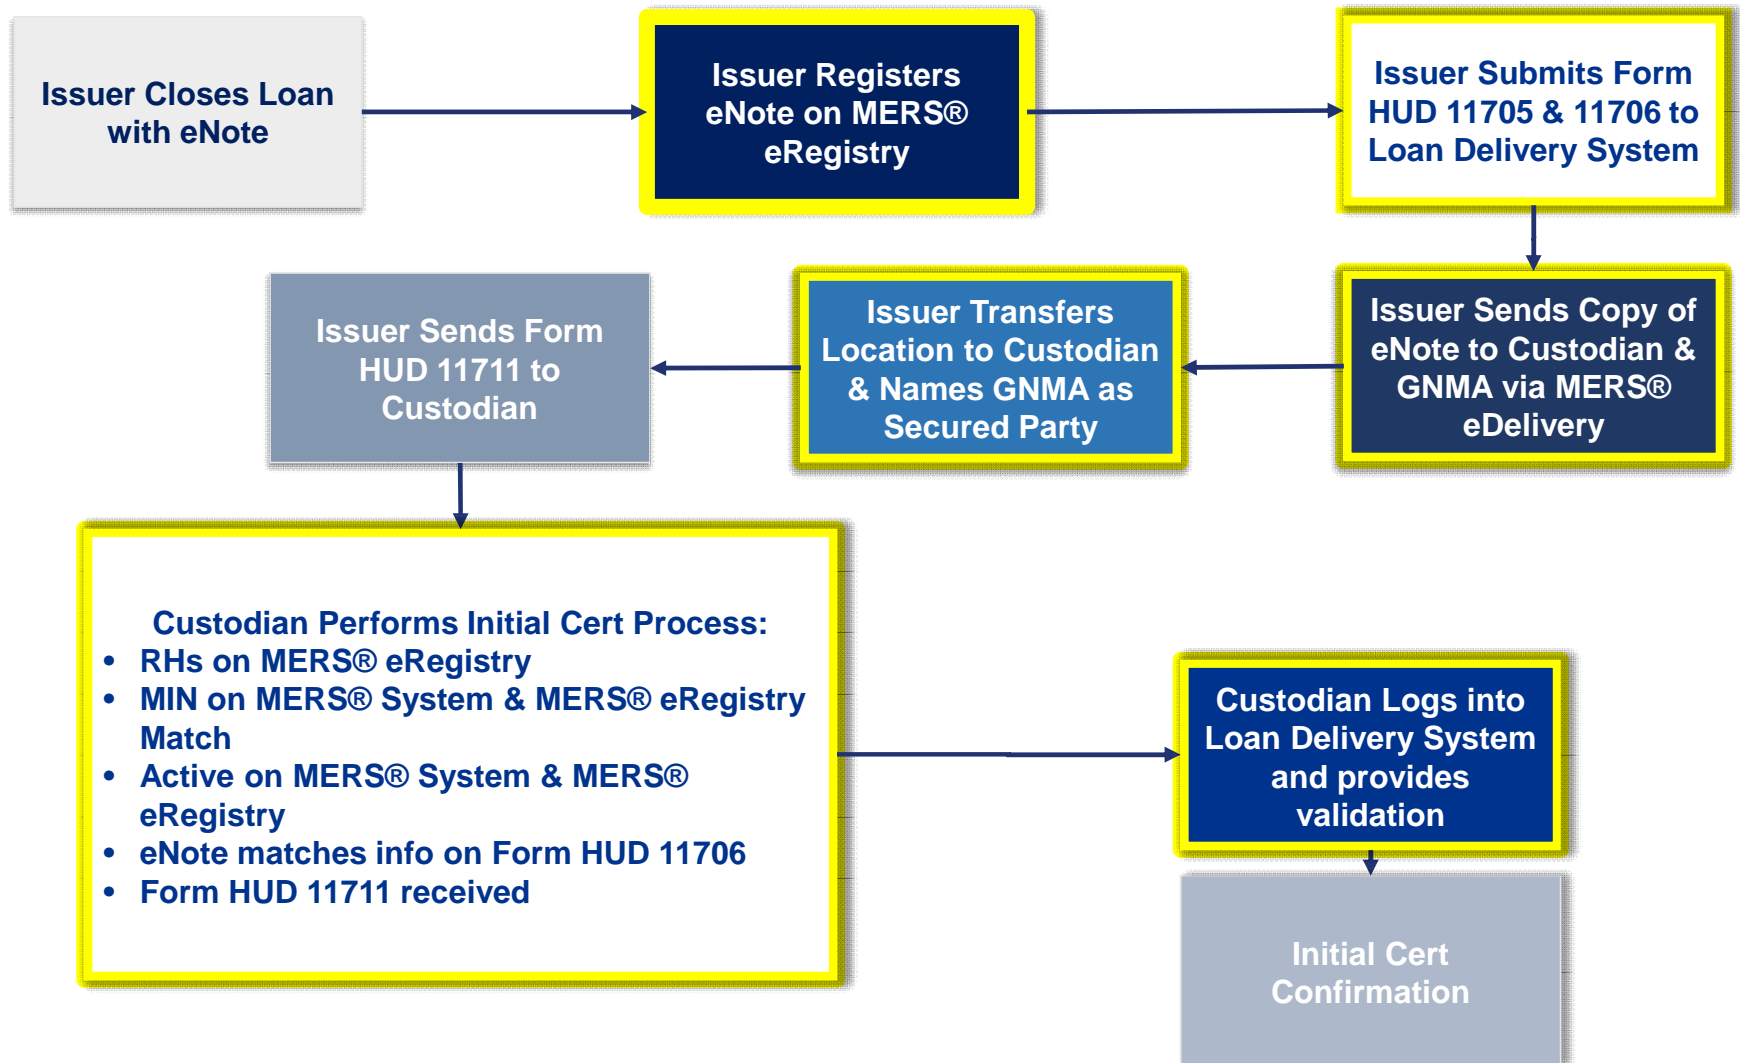 Issuer Closes Loan
with eNote
Issuer Registers
eNote on MERS®
eRegistry
Issuer Submits Form
HUD 11705 & 11706 to
Loan Delivery System
Issuer Sends Copy of
eNote to Custodian &
GNMA via MERS®
eDelivery
Issuer Transfers
Location to Custodian
& Names GNMA as
Secured Party
Issuer Sends Form
HUD 11711 to
Custodian
Custodian Performs Initial Cert Process:
• RHs on MERS® eRegistry
• MIN on MERS® System & MERS® eRegistry
Match
• Active on MERS® System & MERS®
eRegistry
• eNote matches info on Form HUD 11706
• Form HUD 11711 received
Custodian Logs into
Loan Delivery System
and provides
validation
Initial Cert
Confirmation